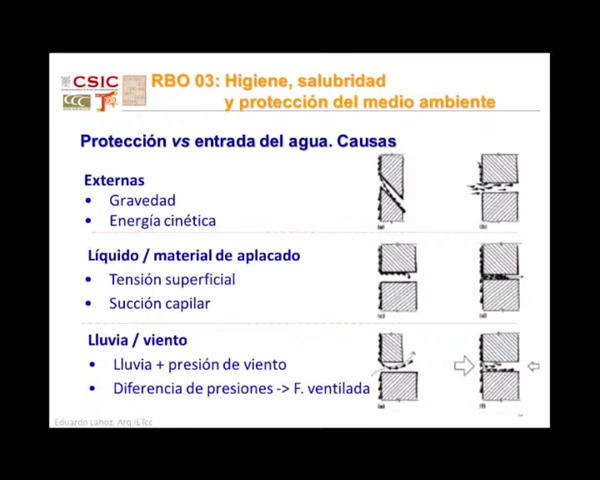 CSIC
RBO 03: Higiene, salubridad
y protección del medio ambiente
Protección vs entrada del agua. Causas
Externas
• Gravedad
• Energía cinética
(a)
(b)
Líquido / material de aplacado
• Tensión superficial
• Succión capilar
(c)
(d)
Lluvia / viento
• Lluvia + presión de viento
• Diferencia de presiones -> F. ventilada
(e)
(f)
Eduardo Lahoz. Arq.IETcc